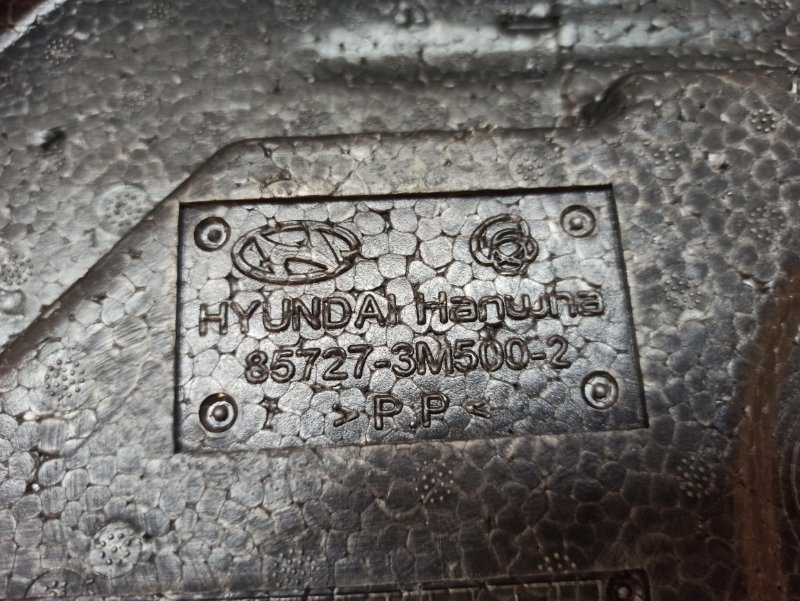 HYUNDAI Hanwha
85727-3M500-2
> P.P <